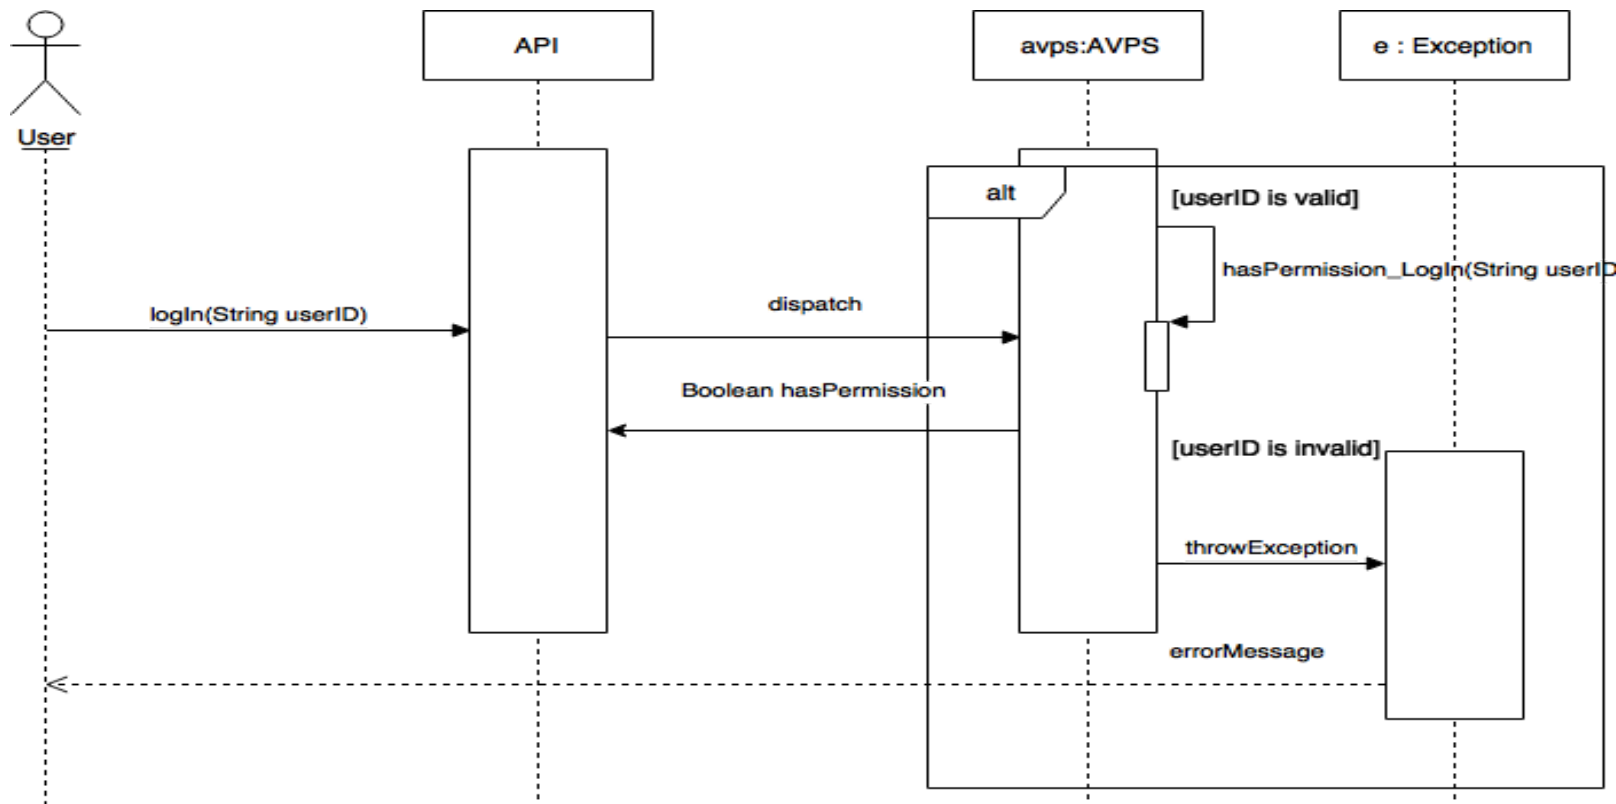 API
avps:AVPS
e : Exception
User
alt
[userID is valid]
hasPermission_LogIn(String userID
logIn(String userID)
dispatch
Boolean hasPermission
[userID is invalid]
throwException
errorMessage